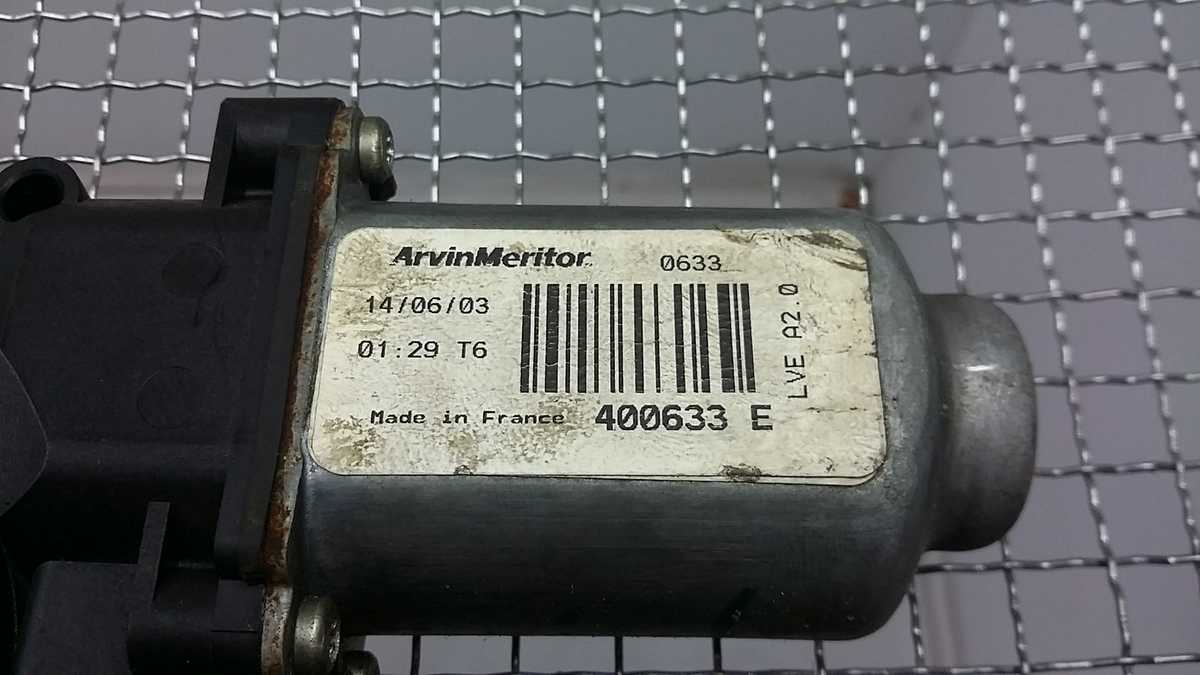 ArvinMeritor 0633
14/06/03
01:29 T6
LVE A2.0
Made in France 400633 E